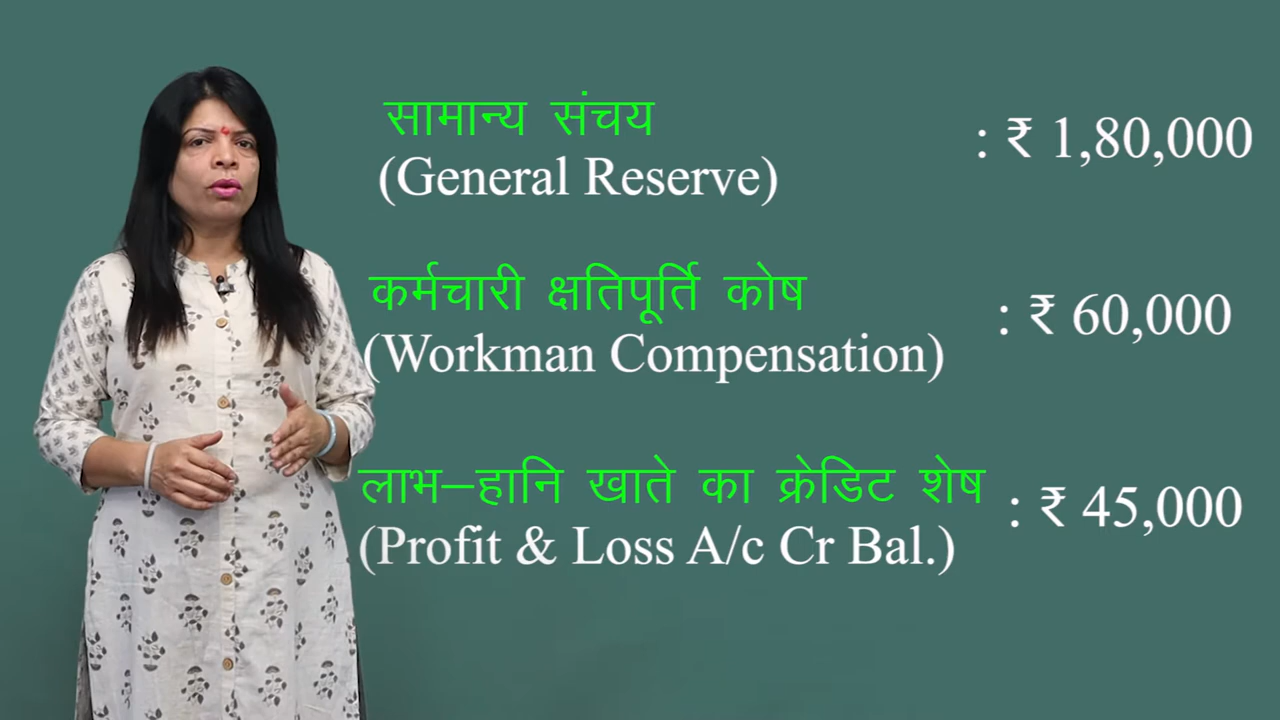 सामान्य संचय : ₹ 1,80,000
(General Reserve)
कर्मचारी क्षतिपूर्ति कोष : ₹ 60,000
(Workman Compensation)
लाभ–हानि खाते का क्रेडिट शेष : ₹ 45,000
(Profit & Loss A/c Cr Bal.)